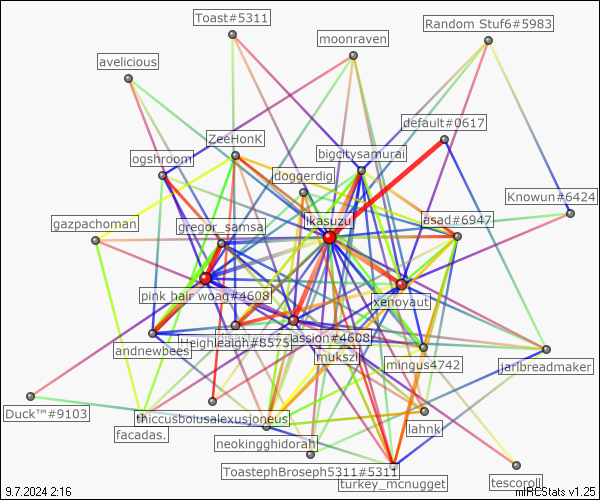 Toast#5311
Random Stuf6#5983
moonraven
avelicious
default#0617
ZeeHonK
bigcitysamurai
ogshroom
doggerdig
Knowun#6424
ikasuzu
asad#6947
gazpachoman
gregor_samsa
pink hair woag#4608
xenoyaut
assion#4608
Heighleaigh#8575
andnewbees
mukszi
mingus4742
jarlbreadmaker
Duck™#9103
thiccusboiusalexusjoneus
lahnk
facadas.
neokingghidorah
ToastephBroseph5311#5311
turkey_mcnugget
tescoroll
9.7.2024 2:16
mIRCStats v1.25